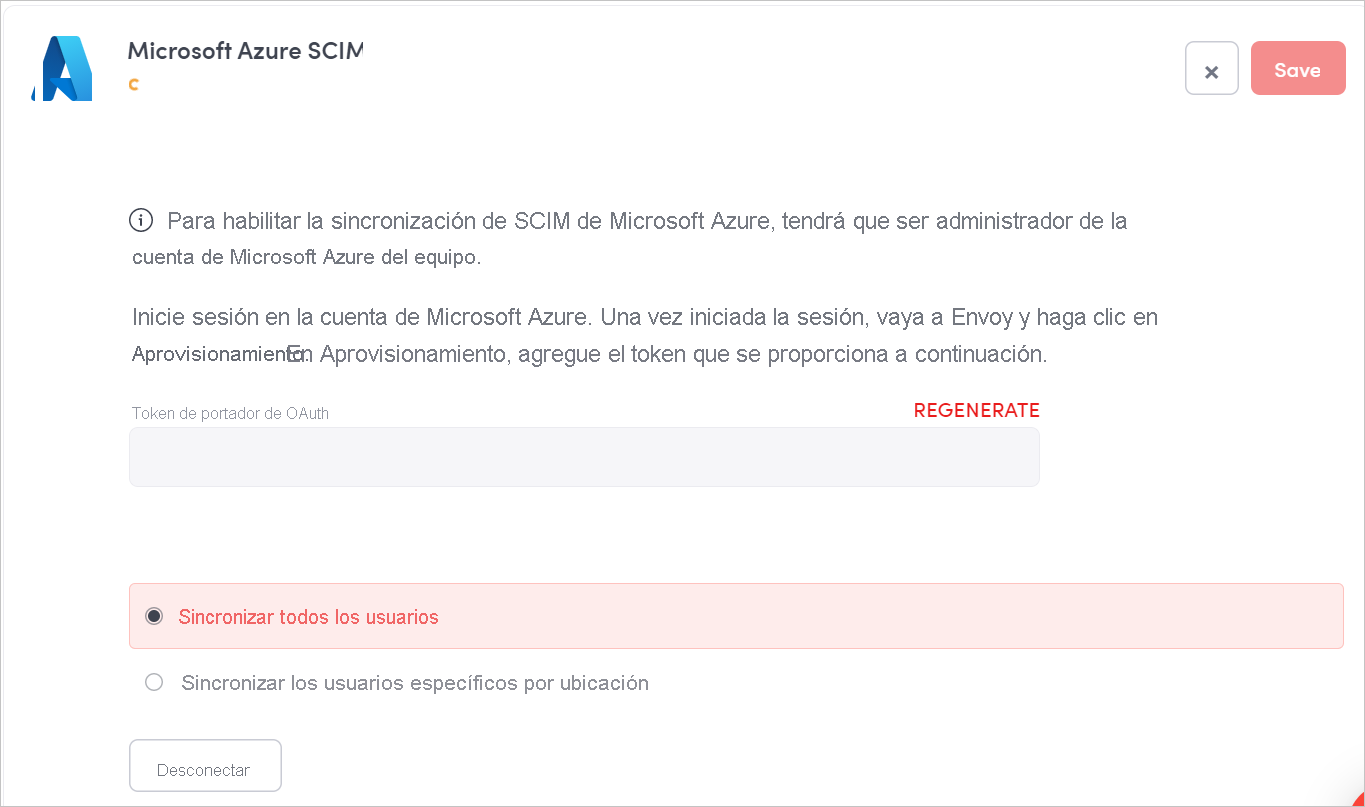 Microsoft Azure SCIM
c
× Save
Para habilitar la sincronización de SCIM de Microsoft Azure, tendrá que ser administrador de la
cuenta de Microsoft Azure del equipo.
Inicie sesión en la cuenta de Microsoft Azure. Una vez iniciada la sesión, vaya a Envoy y haga clic en
Aprovisionamiento. En Aprovisionamiento, agregue el token que se proporciona a continuación.
Token de portador de OAuth
REGENERATE
Sincronizar todos los usuarios
Sincronizar los usuarios específicos por ubicación
Desconectar